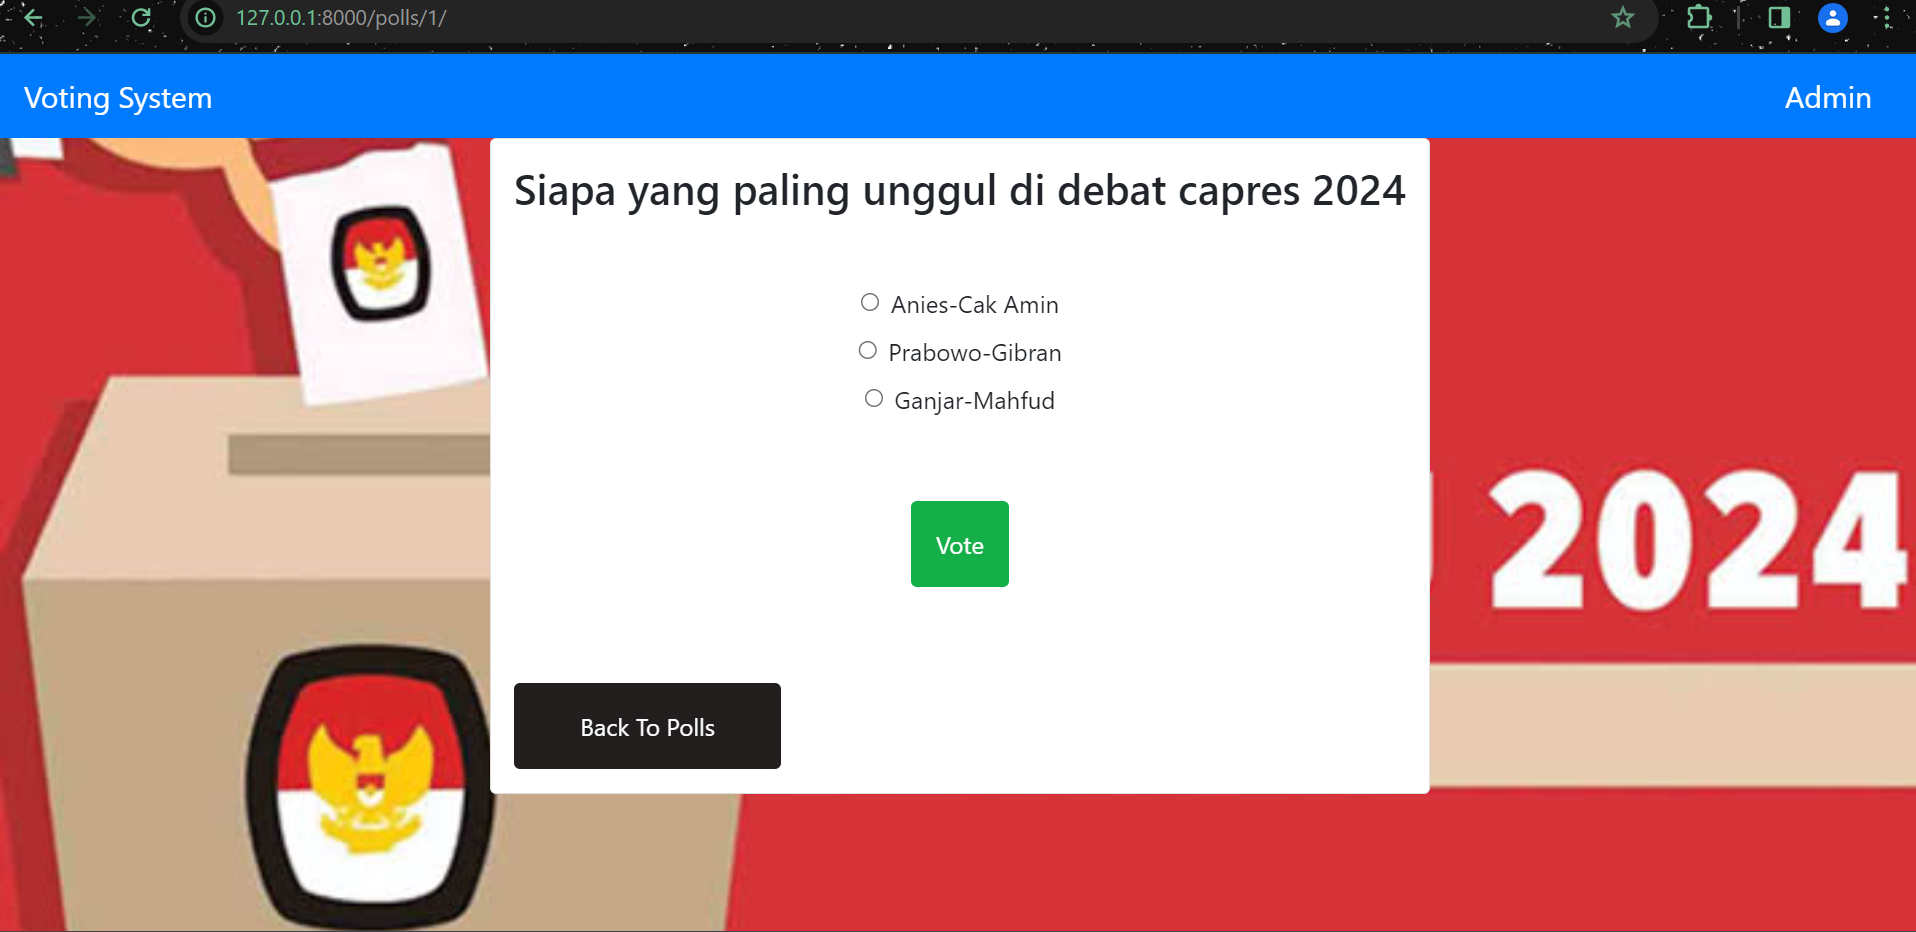 127.0.0.1:8000/polls/1/
Voting System
Admin
Siapa yang paling unggul di debat capres 2024
Anies-Cak Amin
Prabowo-Gibran
Ganjar-Mahfud
2024
Vote
Back To Polls